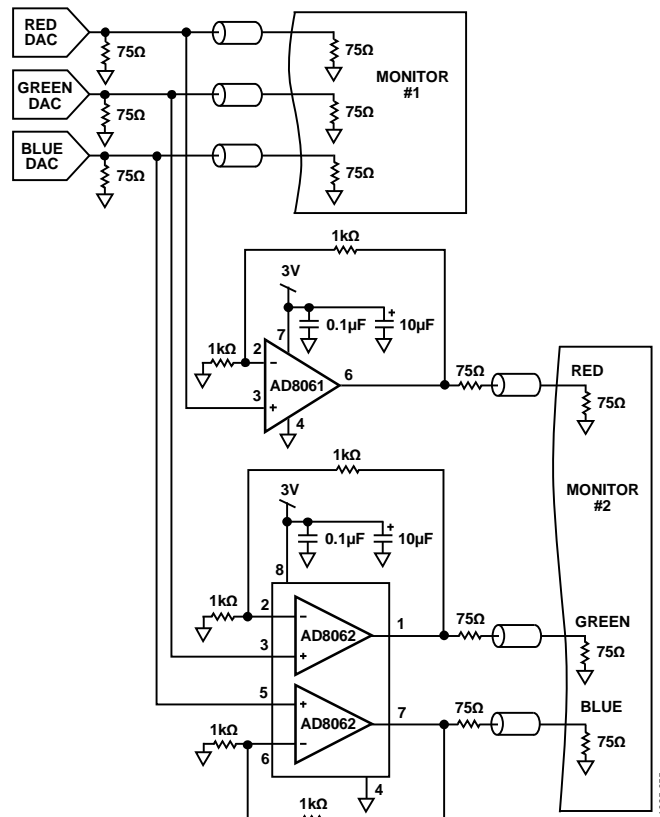 RED
DAC
75Ω
75Ω
GREEN
DAC
75Ω
75Ω
MONITOR
#1
BLUE
DAC
75Ω
75Ω
1kΩ
3V
7
0.1µF
+
10µF
1kΩ
2
−
AD8061
6
3
+
4
75Ω
RED
75Ω
1kΩ
3V
MONITOR
#2
8
0.1µF
+
10µF
1kΩ
2
−
AD8062
1
3
+
75Ω
GREEN
75Ω
5
+
AD8062
7
1kΩ
6
−
75Ω
BLUE
75Ω
4
1kΩ